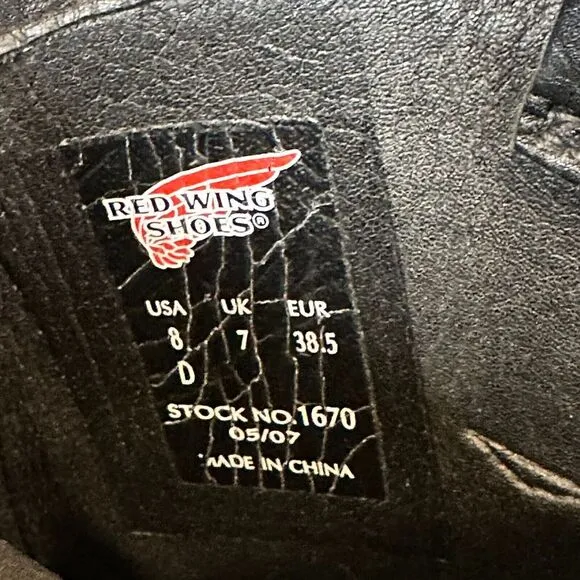 RED WING
SHOES®
USA UK EUR
8 7 38.5
D
STOCK NO.1670
05/07
MADE IN CHINA